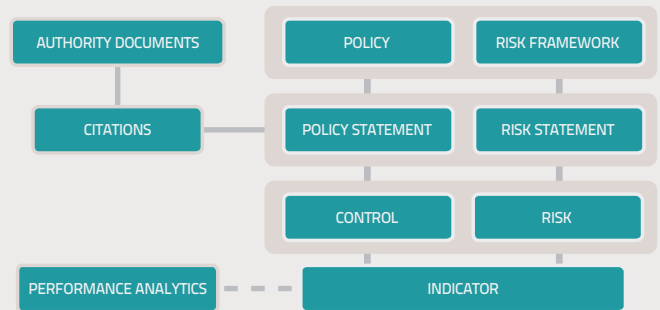 AUTHORITY DOCUMENTS
POLICY
RISK FRAMEWORK
CITATIONS
POLICY STATEMENT
RISK STATEMENT
CONTROL
RISK
PERFORMANCE ANALYTICS
INDICATOR